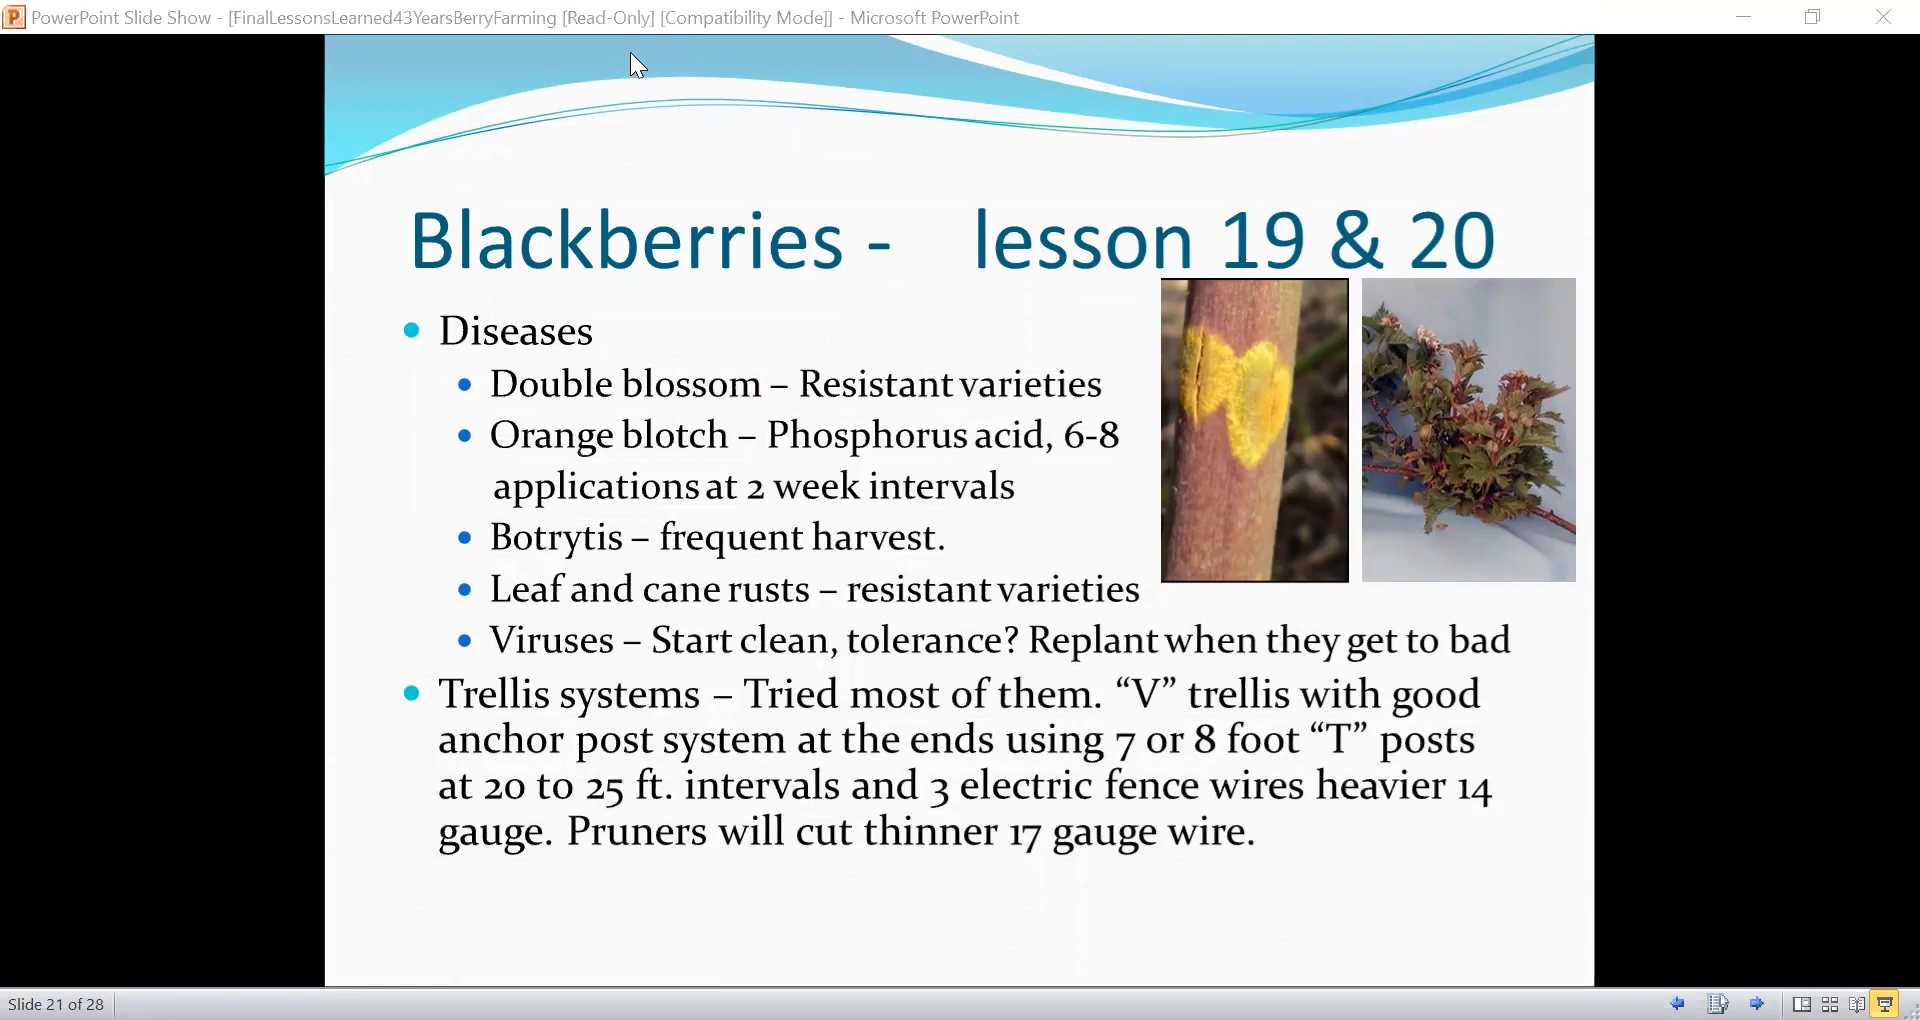 PowerPoint Slide Show - [FinalLessonsLearned43YearsBerryFarming [Read-Only] [Compatibility Mode]] - Microsoft PowerPoint
Blackberries - lesson 19 & 20
Diseases
Double blossom – Resistant varieties
Orange blotch – Phosphorus acid, 6-8
applications at 2 week intervals
Botrytis – frequent harvest.
Leaf and cane rusts – resistant varieties
Viruses – Start clean, tolerance? Replant when they get to bad
Trellis systems – Tried most of them. “V” trellis with good
anchor post system at the ends using 7 or 8 foot “T” posts
at 20 to 25 ft. intervals and 3 electric fence wires heavier 14
gauge. Pruners will cut thinner 17 gauge wire.
Slide 21 of 28